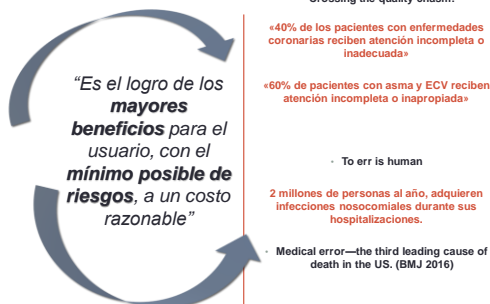 Crossing the quality chasm:
«40% de los pacientes con enfermedades
coronarias reciben atención incompleta o
inadecuada»
«60% de pacientes con asma y ECV reciben
atención incompleta o inapropiada»
“Es el logro de los
mayores
beneficios para el
usuario, con el
mínimo posible de
riesgos, a un costo
razonable”
• To err is human
2 millones de personas al año, adquieren
infecciones nosocomiales durante sus
hospitalizaciones.
• Medical error—the third leading cause of
death in the US. (BMJ 2016)